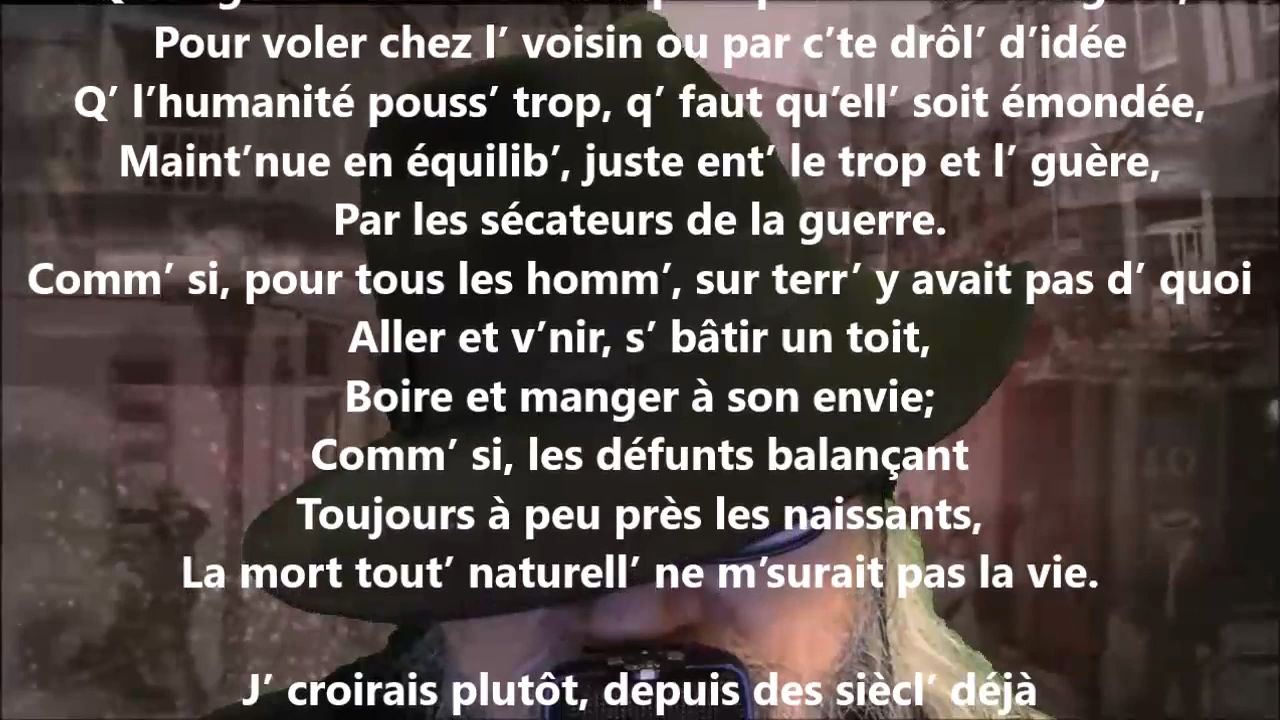 Pour voler chez l’ voisin ou par c’te drôl’ d’idée
Q’ l’humanité pouss’ trop, q’ faut qu’ell’ soit émondée,
Maint’nue en équilib’, juste ent’ le trop et l’ guère,
Par les sécateurs de la guerre.
Comm’ si, pour tous les homm’, sur terr’ y avait pas d’ quoi
Aller et v’nir, s’ bâtir un toit,
Boire et manger à son envie;
Comm’ si, les défunts balançant
Toujours à peu près les naissants,
La mort tout’ naturell’ ne m’surait pas la vie.
J’ croirais plutôt, depuis des siècl’ déjà